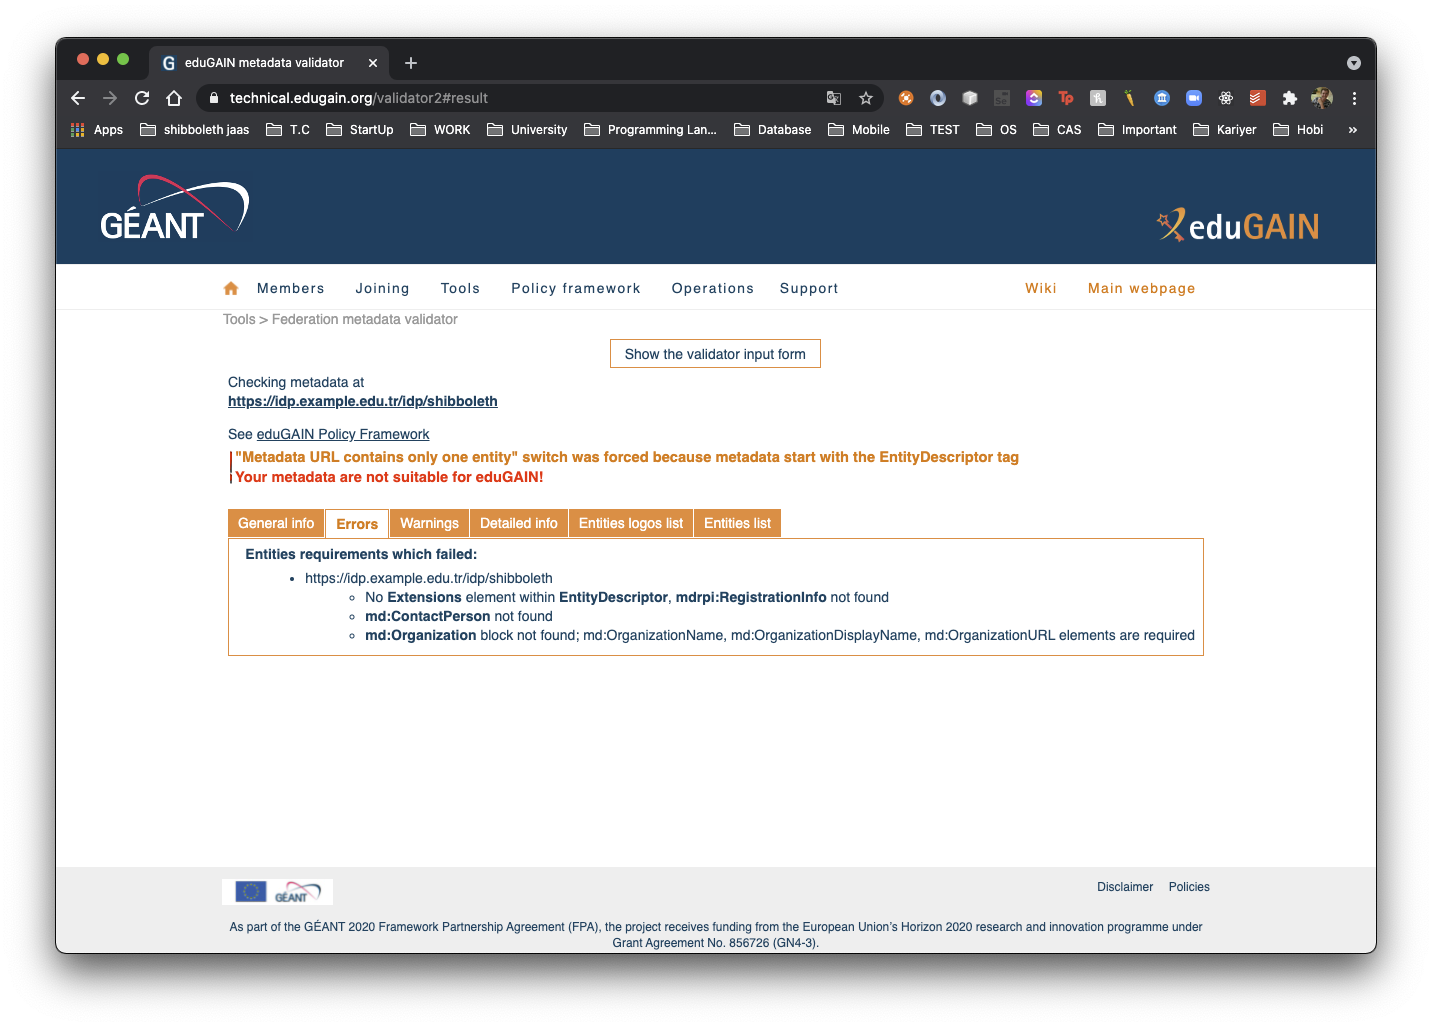 eduGAIN metadata validator
technical.edugain.org/validator2#result
Apps shibboleth jaas T.C StartUp WORK University Programming Lan... Database Mobile TEST OS CAS Important Kariyer Hobi »
GÉANT
eduGAIN
Members Joining Tools Policy framework Operations Support Wiki Main webpage
Tools > Federation metadata validator
Show the validator input form
Checking metadata at
https://idp.example.edu.tr/idp/shibboleth
See eduGAIN Policy Framework
"Metadata URL contains only one entity" switch was forced because metadata start with the EntityDescriptor tag
Your metadata are not suitable for eduGAIN!
General info Errors Warnings Detailed info Entities logos list Entities list
Entities requirements which failed:
https://idp.example.edu.tr/idp/shibboleth
No Extensions element within EntityDescriptor, mdrpi:RegistrationInfo not found
md:ContactPerson not found
md:Organization block not found; md:OrganizationName, md:OrganizationDisplayName, md:OrganizationURL elements are required
GÉANT
Disclaimer Policies
As part of the GÉANT 2020 Framework Partnership Agreement (FPA), the project receives funding from the European Union's Horizon 2020 research and innovation programme under
Grant Agreement No. 856726 (GN4-3).